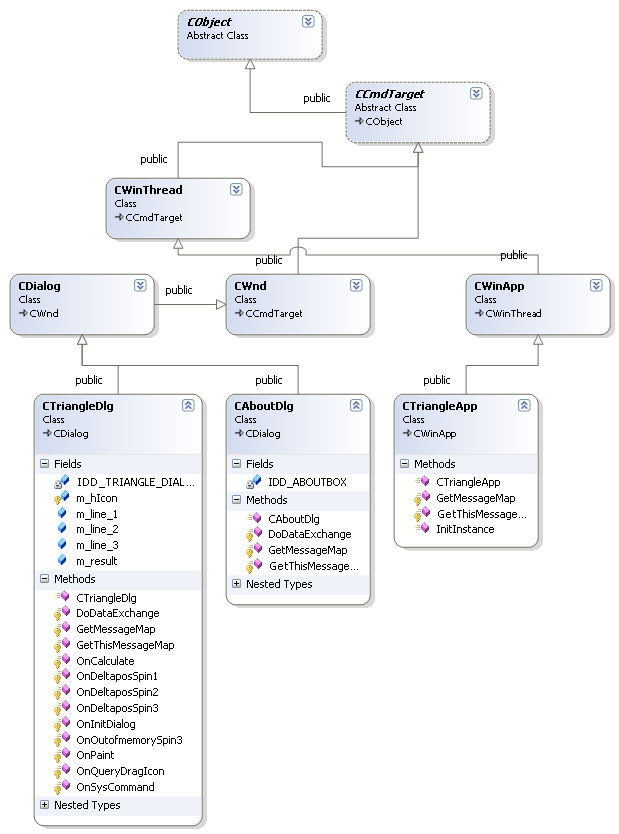 CObject
Abstract Class
public
CCmdTarget
Abstract Class
CObject
public
CWinThread
Class
CCmdTarget
public
public
CDialog
Class
CWnd
public
CWnd
Class
CCmdTarget
CWinApp
Class
CWinThread
public
public
public
CTriangleDlg
Class
CDialog
Fields
IDD_TRIANGLE_DIAL...
m_hIcon
m_line_1
m_line_2
m_line_3
m_result
Methods
CTriangleDlg
DoDataExchange
GetMessageMap
GetThisMessageMap
OnCalculate
OnDeltaposSpin1
OnDeltaposSpin2
OnDeltaposSpin3
OnInitDialog
OnOutofmemorySpin3
OnPaint
OnQueryDragIcon
OnSysCommand
Nested Types
CAboutDlg
Class
CDialog
Fields
IDD_ABOUTBOX
Methods
CAboutDlg
DoDataExchange
GetMessageMap
GetThisMessage...
Nested Types
CTriangleApp
Class
CWinApp
Methods
CTriangleApp
GetMessageMap
GetThisMessage...
InitInstance